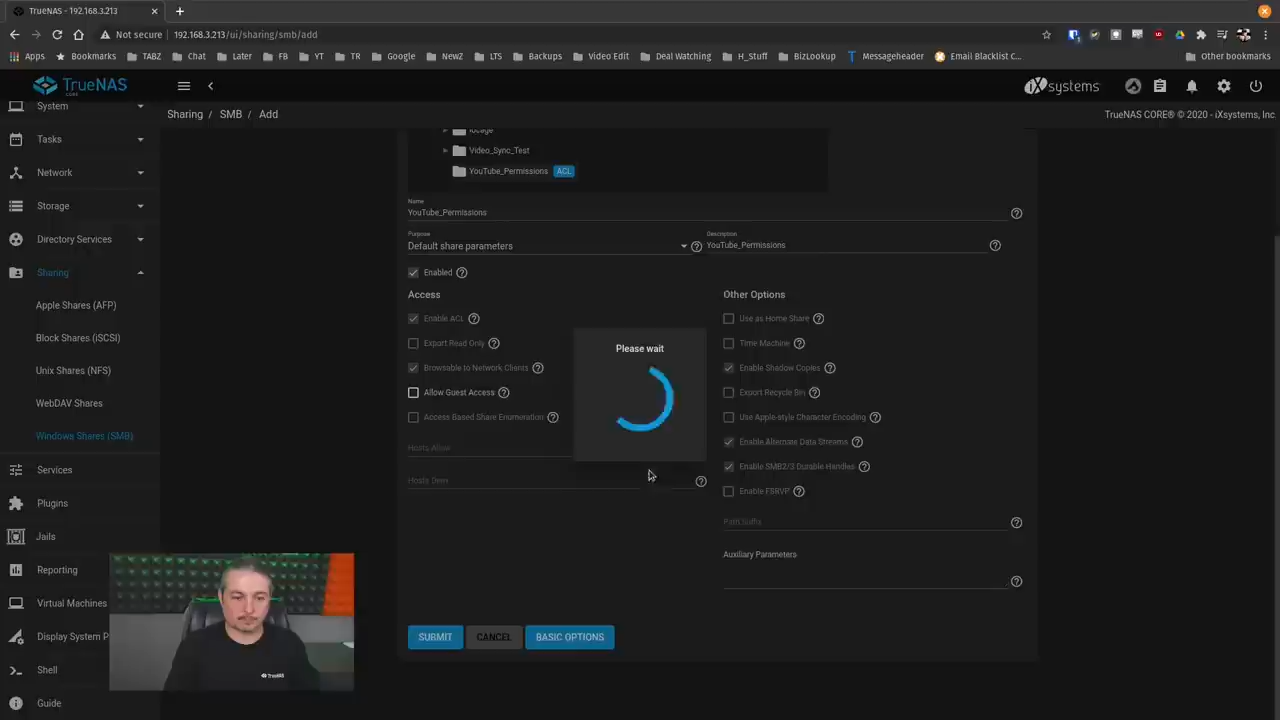 TrueNAS - 192.168.3.213
Not secure 192.168.3.213/ui/sharing/smb/add
Apps Bookmarks TABZ Chat Later FB YT TR Google NewZ LTS Backups Video Edit Deal Watching H_Stuff BizLookup Messageheader Email Blacklist C... Other bookmarks
TrueNAS CORE
iXsystems
Sharing / SMB / Add
TrueNAS CORE® © 2020 - iXsystems, Inc.
System
Tasks
Network
Storage
Directory Services
Sharing
Apple Shares (AFP)
Block Shares (iSCSI)
Unix Shares (NFS)
WebDAV Shares
Windows Shares (SMB)
Services
Plugins
Jails
Reporting
Virtual Machines
Display System P
Shell
Guide
iocage
Video_Sync_Test
YouTube_Permissions ACL
Name
YouTube_Permissions
Purpose
Default share parameters
Description
YouTube_Permissions
Enabled
Access
Enable ACL
Export Read Only
Browsable to Network Clients
Allow Guest Access
Access Based Share Enumeration
Hosts Allow
Hosts Deny
Other Options
Use as Home Share
Time Machine
Enable Shadow Copies
Export Recycle Bin
Use Apple-style Character Encoding
Enable Alternate Data Streams
Enable SMB2/3 Durable Handles
Enable FSRVP
Path Suffix
Auxiliary Parameters
Please wait
SUBMIT CANCEL BASIC OPTIONS
TrueNAS